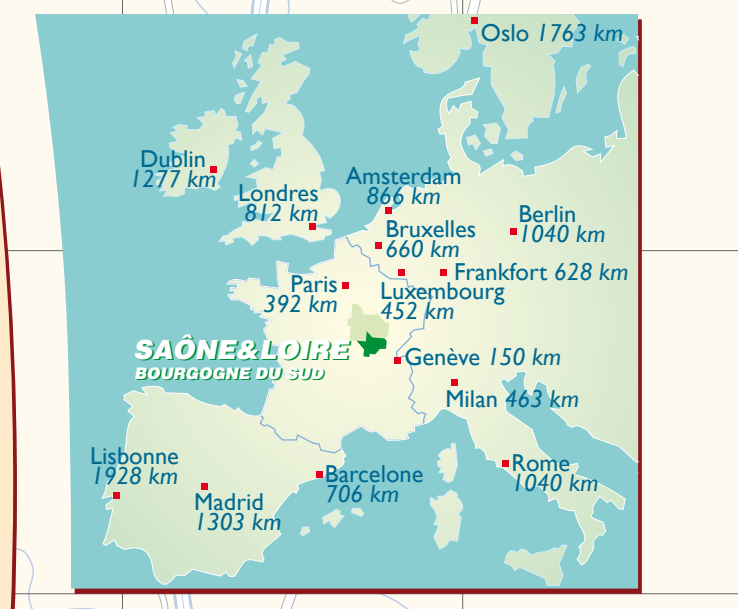 Oslo 1763 km
Dublin
1277 km
Londres
812 km
Amsterdam
866 km
Berlin
1040 km
Bruxelles
660 km
Frankfort 628 km
Paris
392 km
Luxembourg
452 km
SAÔNE&LOIRE
BOURGOGNE DU SUD
Genève 150 km
Milan 463 km
Lisbonne
1928 km
Madrid
1303 km
Barcelone
706 km
Rome
1040 km